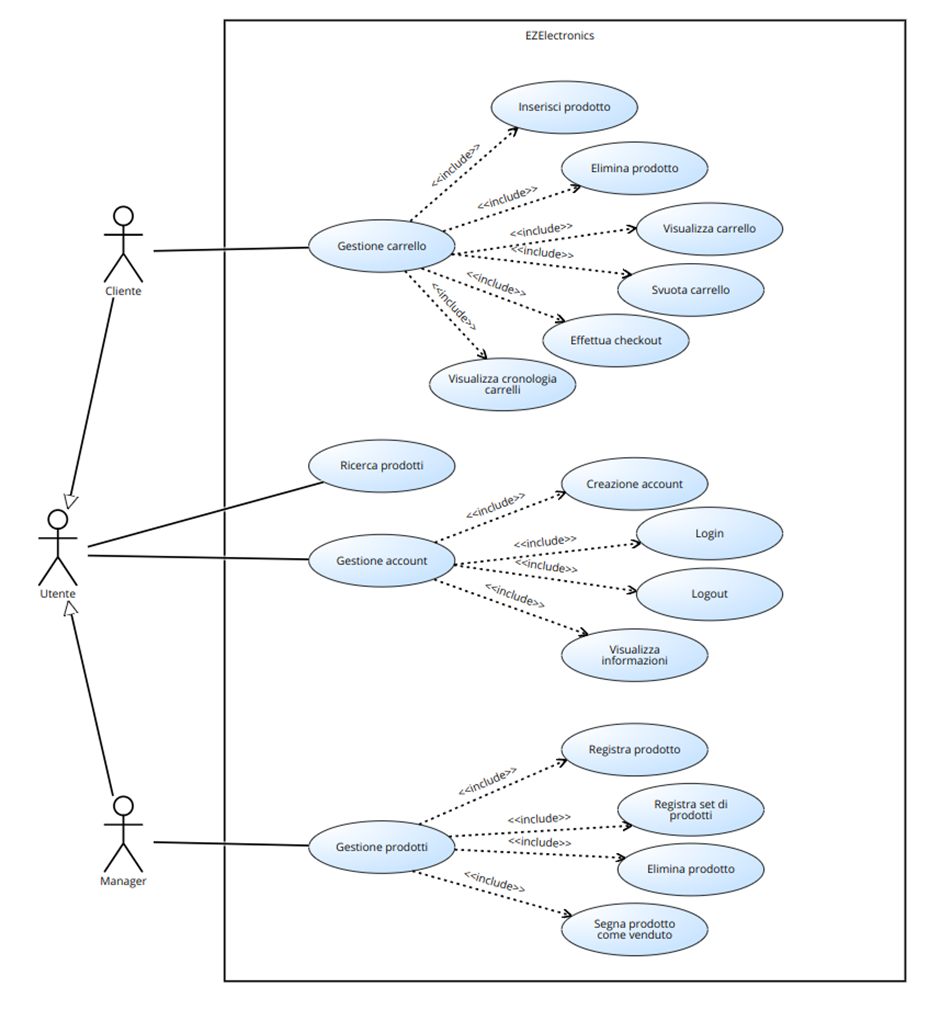 EZElectronics
Inserisci prodotto
<<include>>
Elimina prodotto
<<include>>
Visualizza carrello
<<include>>
Gestione carrello
<<include>>
Svuota carrello
<<include>>
Cliente
<<include>>
Effettua checkout
Visualizza cronologia
carrelli
Ricerca prodotti
Creazione account
<<include>>
Login
<<include>>
Gestione account
<<include>>
Logout
Utente
<<include>>
Visualizza
informazioni
Registra prodotto
<<include>>
Registra set di
prodotti
<<include>>
Gestione prodotti
<<include>>
Elimina prodotto
Manager
<<include>>
Segna prodotto
come venduto